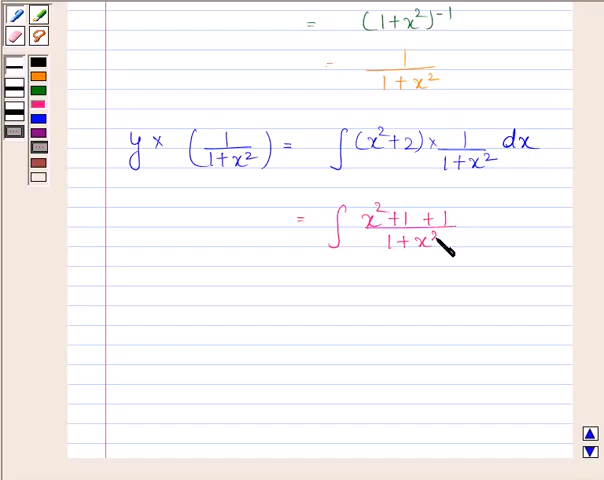 = (1+x²)⁻¹
= 1/(1+x²)
y × (1/(1+x²)) = ∫(x²+2) × 1/(1+x²) dx
= ∫ (x²+1+1)/(1+x²)